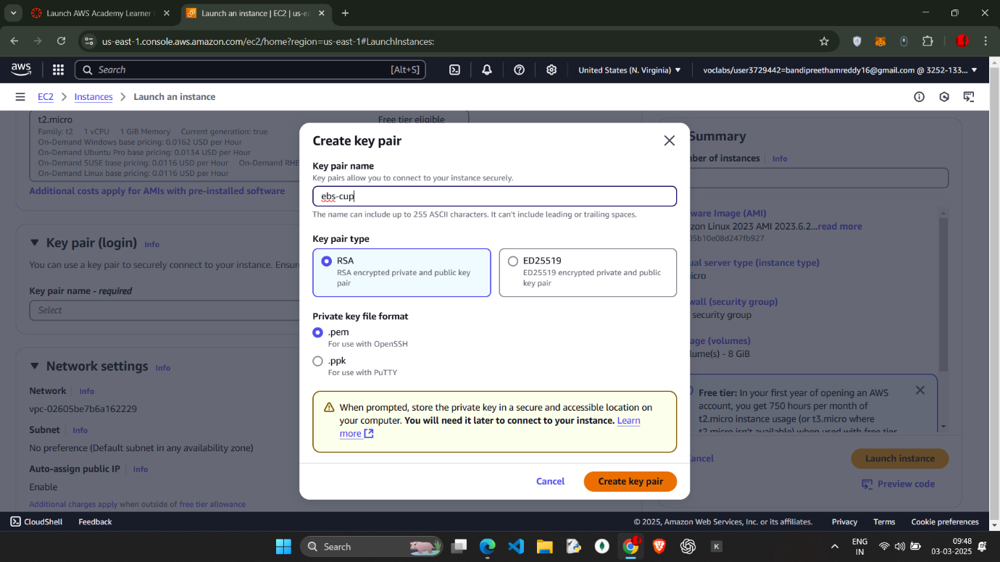 Launch AWS Academy Learner
Launch an instance | EC2 | us-ea
us-east-1.console.aws.amazon.com/ec2/home?region=us-east-1#LaunchInstances:
aws
Search
[Alt+S]
United States (N. Virginia)
voclabs/user3729442=bandipreethamreddy16@gmail.com @ 3252-133...
EC2
Instances
Launch an instance
t2.micro
Free tier eligible
Family: t2 1 vCPU 1 GiB Memory Current generation: true
On-Demand Windows base pricing: 0.0162 USD per Hour
On-Demand Ubuntu Pro base pricing: 0.0134 USD per Hour
On-Demand SUSE base pricing: 0.0116 USD per Hour On-Demand RHE
On-Demand Linux base pricing: 0.0116 USD per Hour
Additional costs apply for AMIs with pre-installed software
Key pair (login) Info
You can use a key pair to securely connect to your instance. Ensur
Key pair name - required
Select
Network settings Info
Network Info
vpc-02605be7b6a162229
Subnet Info
No preference (Default subnet in any availability zone)
Auto-assign public IP Info
Enable
Additional charges apply when outside of free tier allowance
Create key pair
Key pair name
Key pairs allow you to connect to your instance securely.
ebs-cup
The name can include up to 255 ASCII characters. It can't include leading or trailing spaces.
Key pair type
RSA
RSA encrypted private and public key
pair
ED25519
ED25519 encrypted private and public
key pair
Private key file format
.pem
For use with OpenSSH
.ppk
For use with PuTTY
When prompted, store the private key in a secure and accessible location on
your computer. You will need it later to connect to your instance. Learn
more
Cancel
Create key pair
Summary
ber of instances Info
ware Image (AMI)
zon Linux 2023 AMI 2023.6.2...read more
05b10e08d247fb927
ual server type (instance type)
icro
wall (security group)
security group
age (volumes)
lume(s) - 8 GiB
Free tier: In your first year of opening an AWS
account, you get 750 hours per month of
t2.micro instance usage (or t3.micro where
t2.micro isn't available) when used with free tier
ancel
Launch instance
Preview code
CloudShell
Feedback
© 2025, Amazon Web Services, Inc. or its affiliates.
Privacy
Terms
Cookie preferences
Search
K
ENG
IN
09:48
03-03-2025